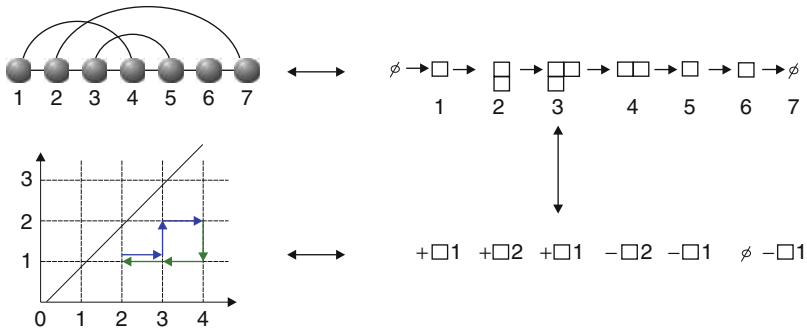 1 2 3 4 5 6 7
∅ → □ → → → → □ → □ → ∅
1 2 3 4 5 6 7
3
2
1
0 1 2 3 4
+□1 +□2 +□1 −□2 −□1 ∅ −□1